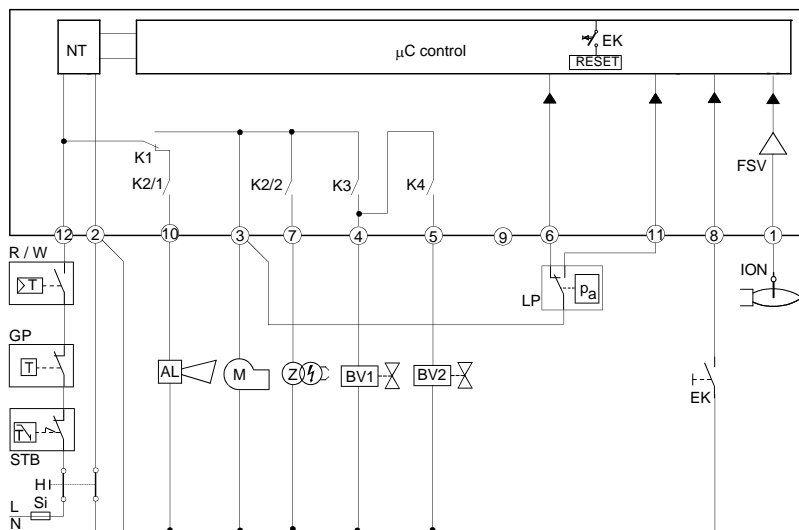 NT
µC control
EK
RESET
FSV
K1
K2/1
K2/2
K3
K4
12
2
10
3
7
4
5
9
6
11
8
1
R / W
T
LP
pa
ION
GP
T
AL
M
Z
BV1
BV2
EK
T
STB
H
Si
L
N